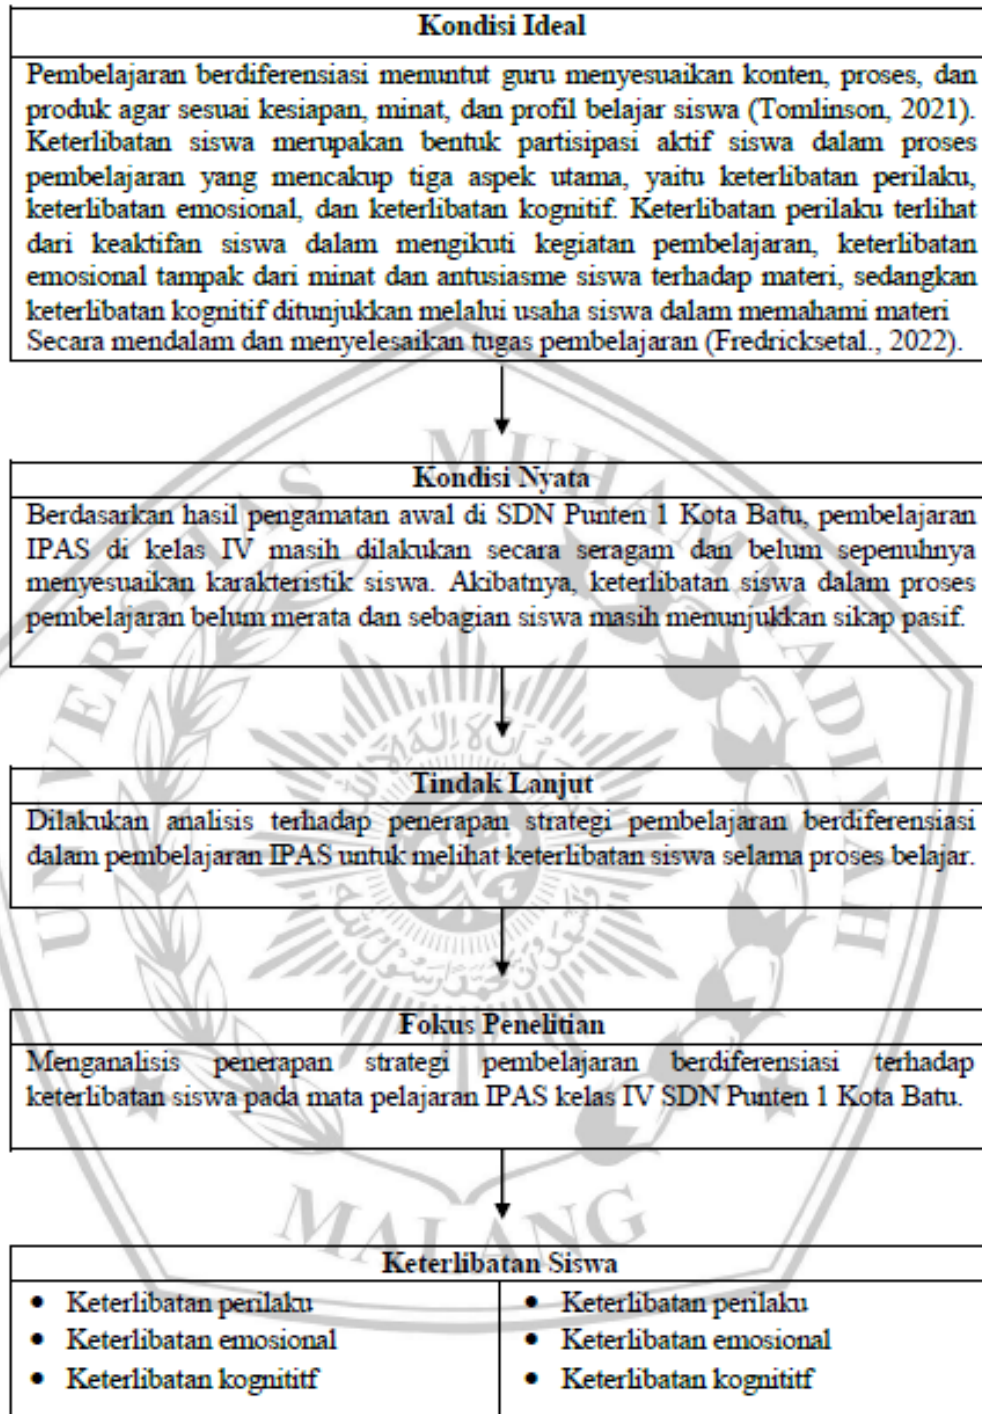 Kondisi Ideal
Pembelajaran berdiferensiasi menuntut guru menyesuaikan konten, proses, dan
produk agar sesuai kesiapan, minat, dan profil belajar siswa (Tomlinson, 2021).
Keterlibatan siswa merupakan bentuk partisipasi aktif siswa dalam proses
pembelajaran yang mencakup tiga aspek utama, yaitu keterlibatan perilaku,
keterlibatan emosional, dan keterlibatan kognitif. Keterlibatan perilaku terlihat
dari keaktifan siswa dalam mengikuti kegiatan pembelajaran, keterlibatan
emosional tampak dari minat dan antusiasme siswa terhadap materi, sedangkan
keterlibatan kognitif ditunjukkan melalui usaha siswa dalam memahami materi
Secara mendalam dan menyelesaikan tugas pembelajaran (Fredricksetal., 2022).
Kondisi Nyata
Berdasarkan hasil pengamatan awal di SDN Punten 1 Kota Batu, pembelajaran
IPAS di kelas IV masih dilakukan secara seragam dan belum sepenuhnya
menyesuaikan karakteristik siswa. Akibatnya, keterlibatan siswa dalam proses
pembelajaran belum merata dan sebagian siswa masih menunjukkan sikap pasif.
Tindak Lanjut
Dilakukan analisis terhadap penerapan strategi pembelajaran berdiferensiasi
dalam pembelajaran IPAS untuk melihat keterlibatan siswa selama proses belajar.
Fokus Penelitian
Menganalisis penerapan strategi pembelajaran berdiferensiasi terhadap
keterlibatan siswa pada mata pelajaran IPAS kelas IV SDN Punten 1 Kota Batu.
Keterlibatan Siswa
• Keterlibatan perilaku
• Keterlibatan emosional
• Keterlibatan kognititf
• Keterlibatan perilaku
• Keterlibatan emosional
• Keterlibatan kognititf
UNIVERSITAS MUHAMMADIYAH
MALANG